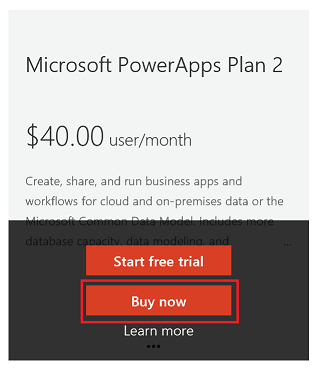 Microsoft PowerApps Plan 2
$40.00 user/month
Create, share, and run business apps and
workflows for cloud and on-premises data or the
Microsoft Common Data Model. Includes more
database capacity, data modeling, and ...
Start free trial
Buy now
Learn more
...